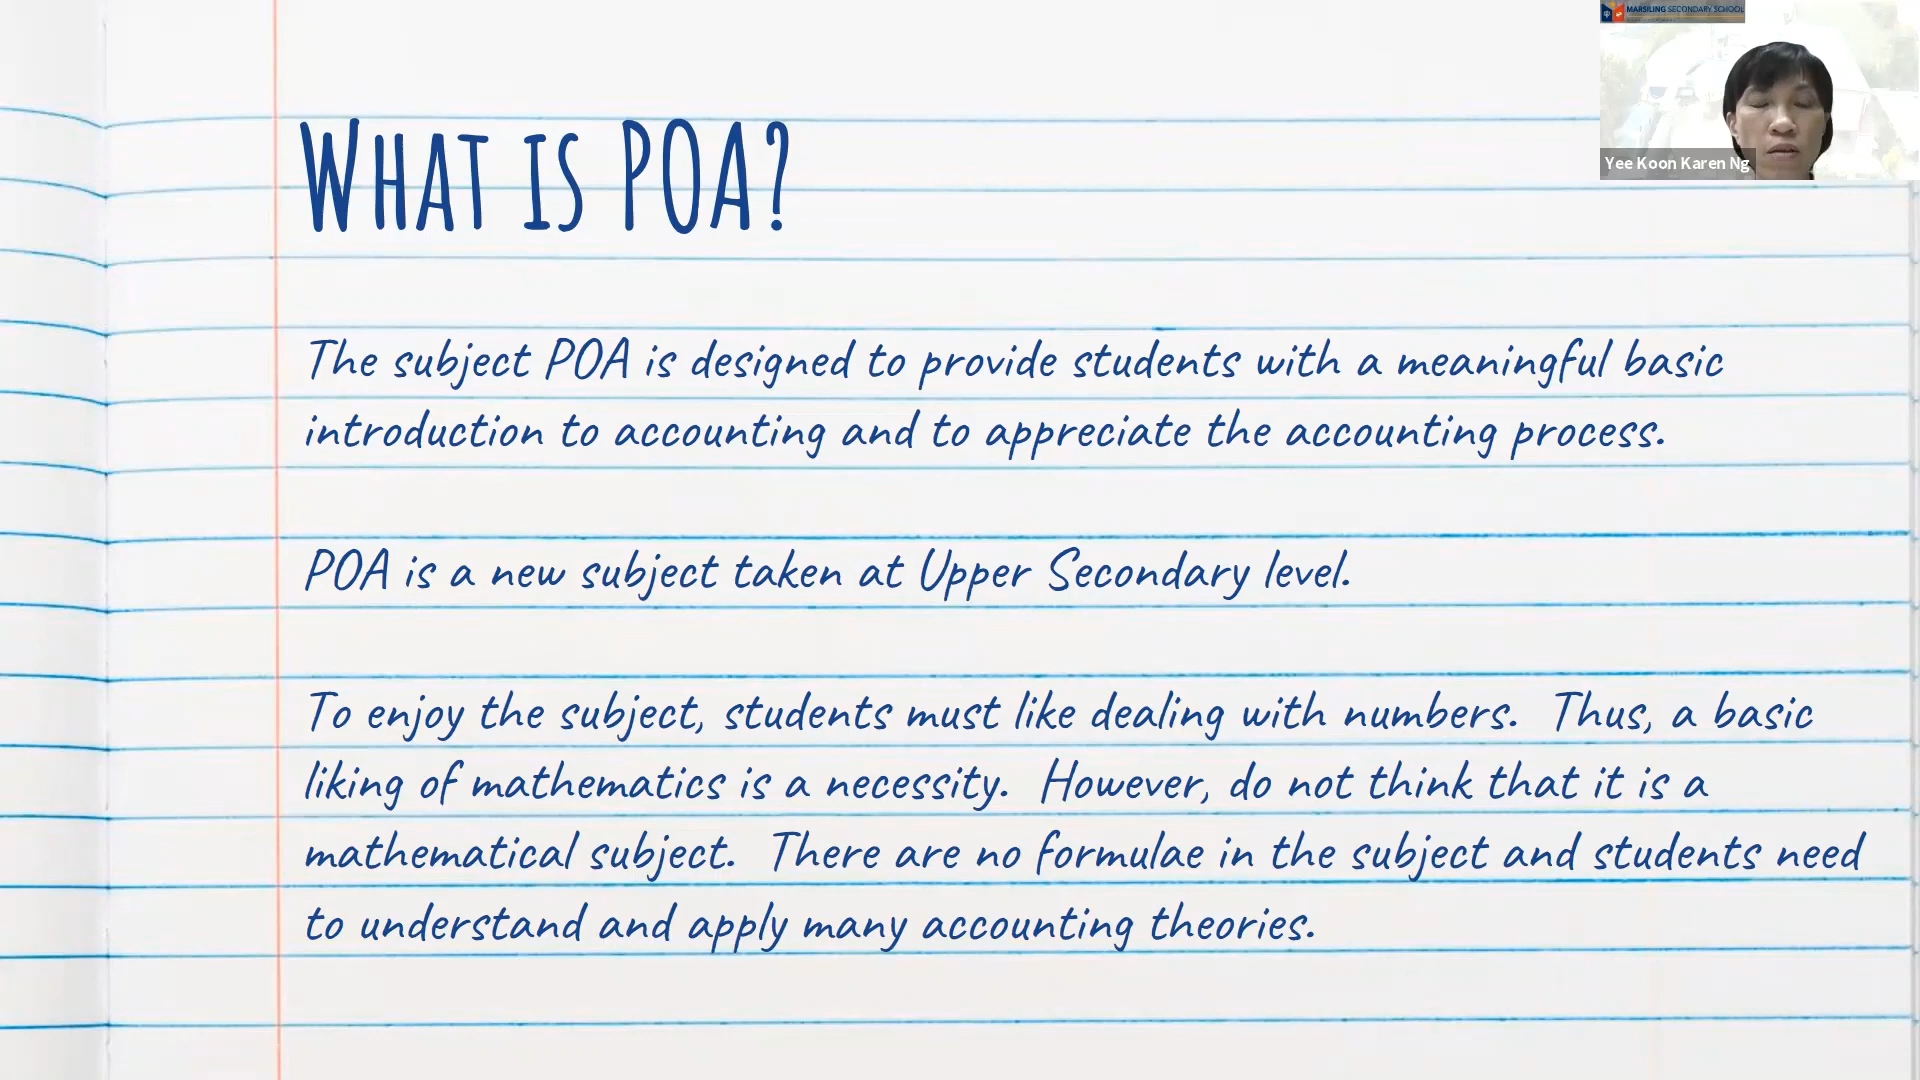 MARSILING SECONDARY SCHOOL
Yee Koon Karen Ng
WHAT IS POA?
The subject POA is designed to provide students with a meaningful basic
introduction to accounting and to appreciate the accounting process.
POA is a new subject taken at Upper Secondary level.
To enjoy the subject, students must like dealing with numbers.  Thus, a basic
liking of mathematics is a necessity.  However, do not think that it is a
mathematical subject.  There are no formulae in the subject and students need
to understand and apply many accounting theories.